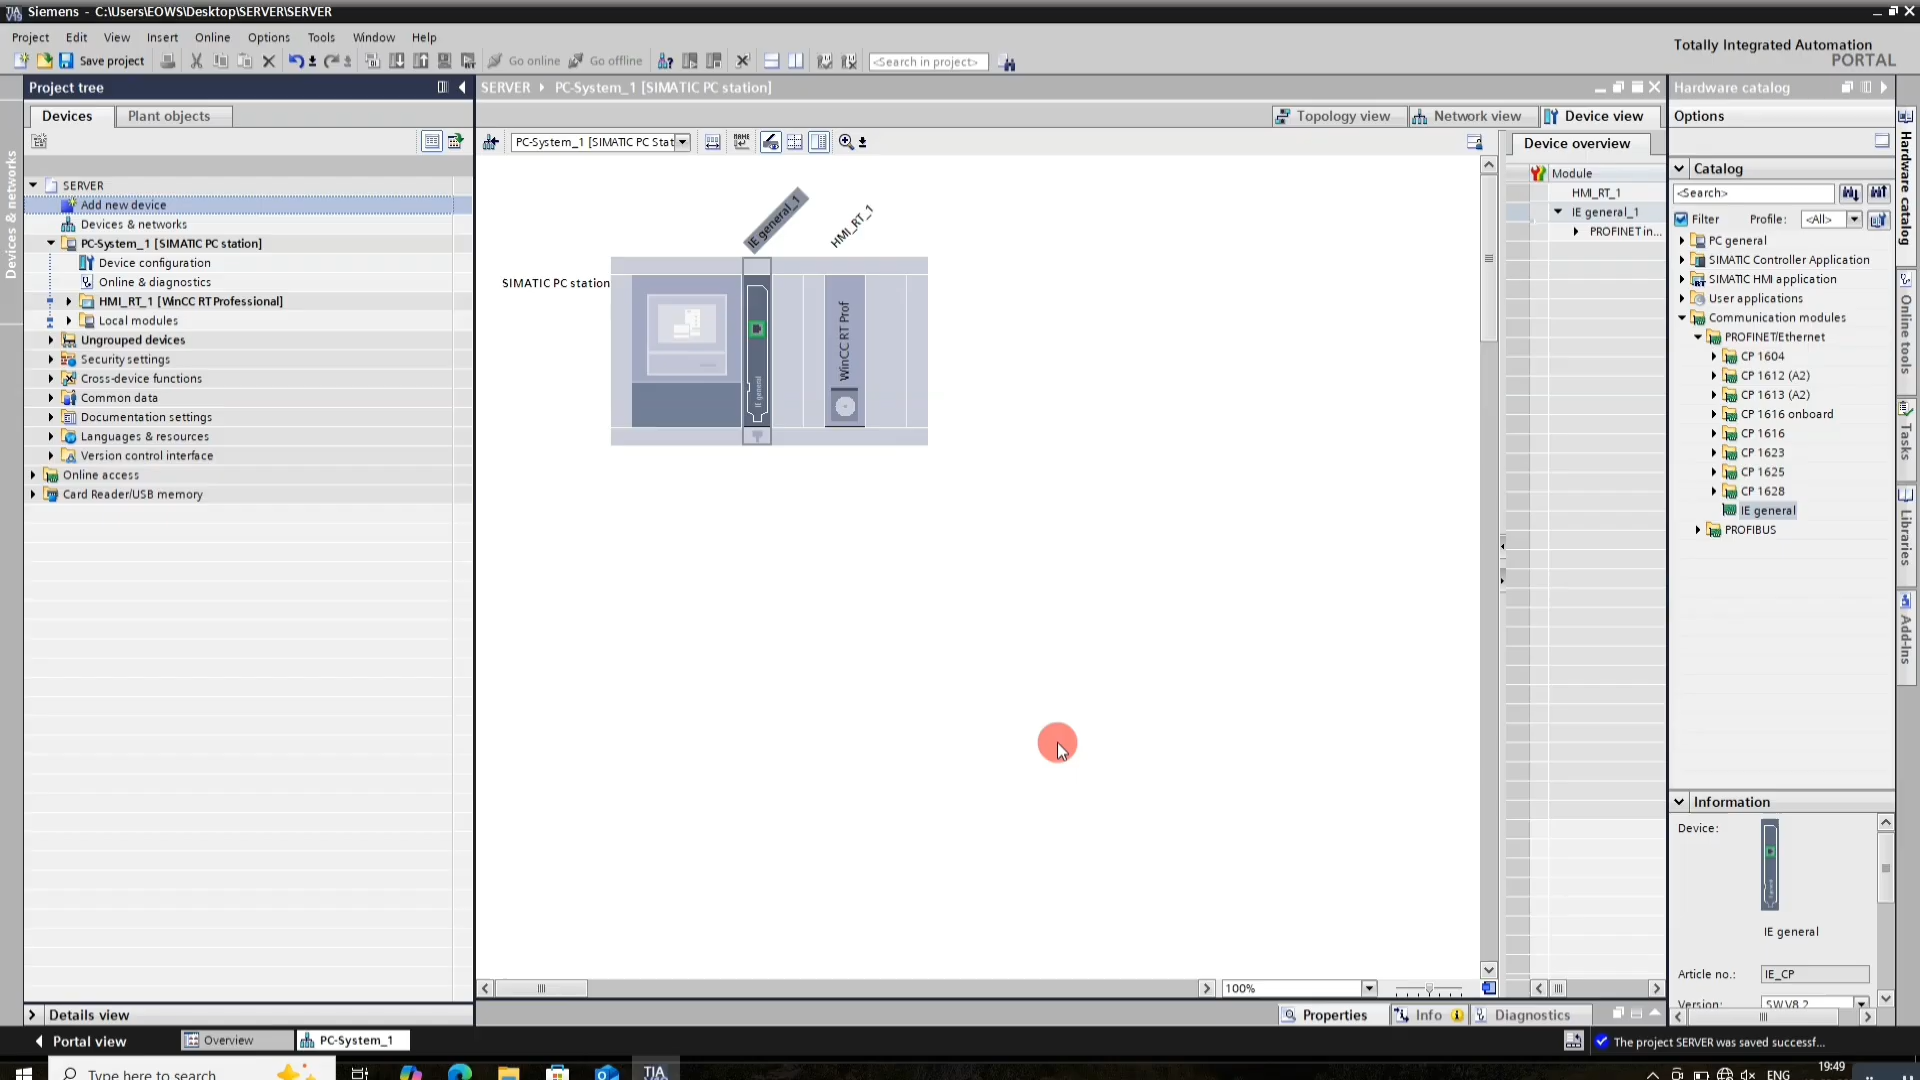 Siemens - C:\Users\EOWS\Desktop\SERVER\SERVER
Project Edit View Insert Online Options Tools Window Help
Totally Integrated Automation
PORTAL
Save project
Go online
Go offline
<Search in project>
Project tree
SERVER ▸ PC-System_1 [SIMATIC PC station]
Hardware catalog
Devices
Plant objects
Topology view
Network view
Device view
Options
PC-System_1 [SIMATIC PC Stat
Device overview
Devices & networks
SERVER
Add new device
Devices & networks
PC-System_1 [SIMATIC PC station]
Device configuration
Online & diagnostics
HMI_RT_1 [WinCC RT Professional]
Local modules
Ungrouped devices
Security settings
Cross-device functions
Common data
Documentation settings
Languages & resources
Version control interface
Online access
Card Reader/USB memory
IE general_1
HMI_RT_1
SIMATIC PC station
IE general
WinCC RT Prof
Module
HMI_RT_1
IE general_1
PROFINET in...
Catalog
<Search>
Filter
Profile:
<All>
PC general
SIMATIC Controller Application
SIMATIC HMI application
User applications
Communication modules
PROFINET/Ethernet
CP 1604
CP 1612 (A2)
CP 1613 (A2)
CP 1616 onboard
CP 1616
CP 1623
CP 1625
CP 1628
IE general
PROFIBUS
Hardware catalog
Online tools
Tasks
Libraries
Add-Ins
Information
Device:
IE general
Article no.:
IE_CP
Version:
SW V8.2
100%
Properties
Info
Diagnostics
Details view
Portal view
Overview
PC-System_1
The project SERVER was saved successf...
Type here to search
TIA
ENG
19:49